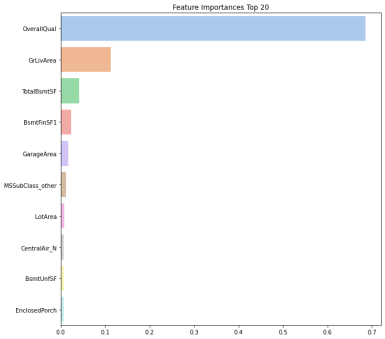 Feature Importances Top 20
OverallQual
GrLivArea
TotalBsmtSF
BsmtFinSF1
GarageArea
MSSubClass_other
LotArea
CentralAir_N
BsmtUnfSF
EnclosedPorch
0.0 0.1 0.2 0.3 0.4 0.5 0.6 0.7